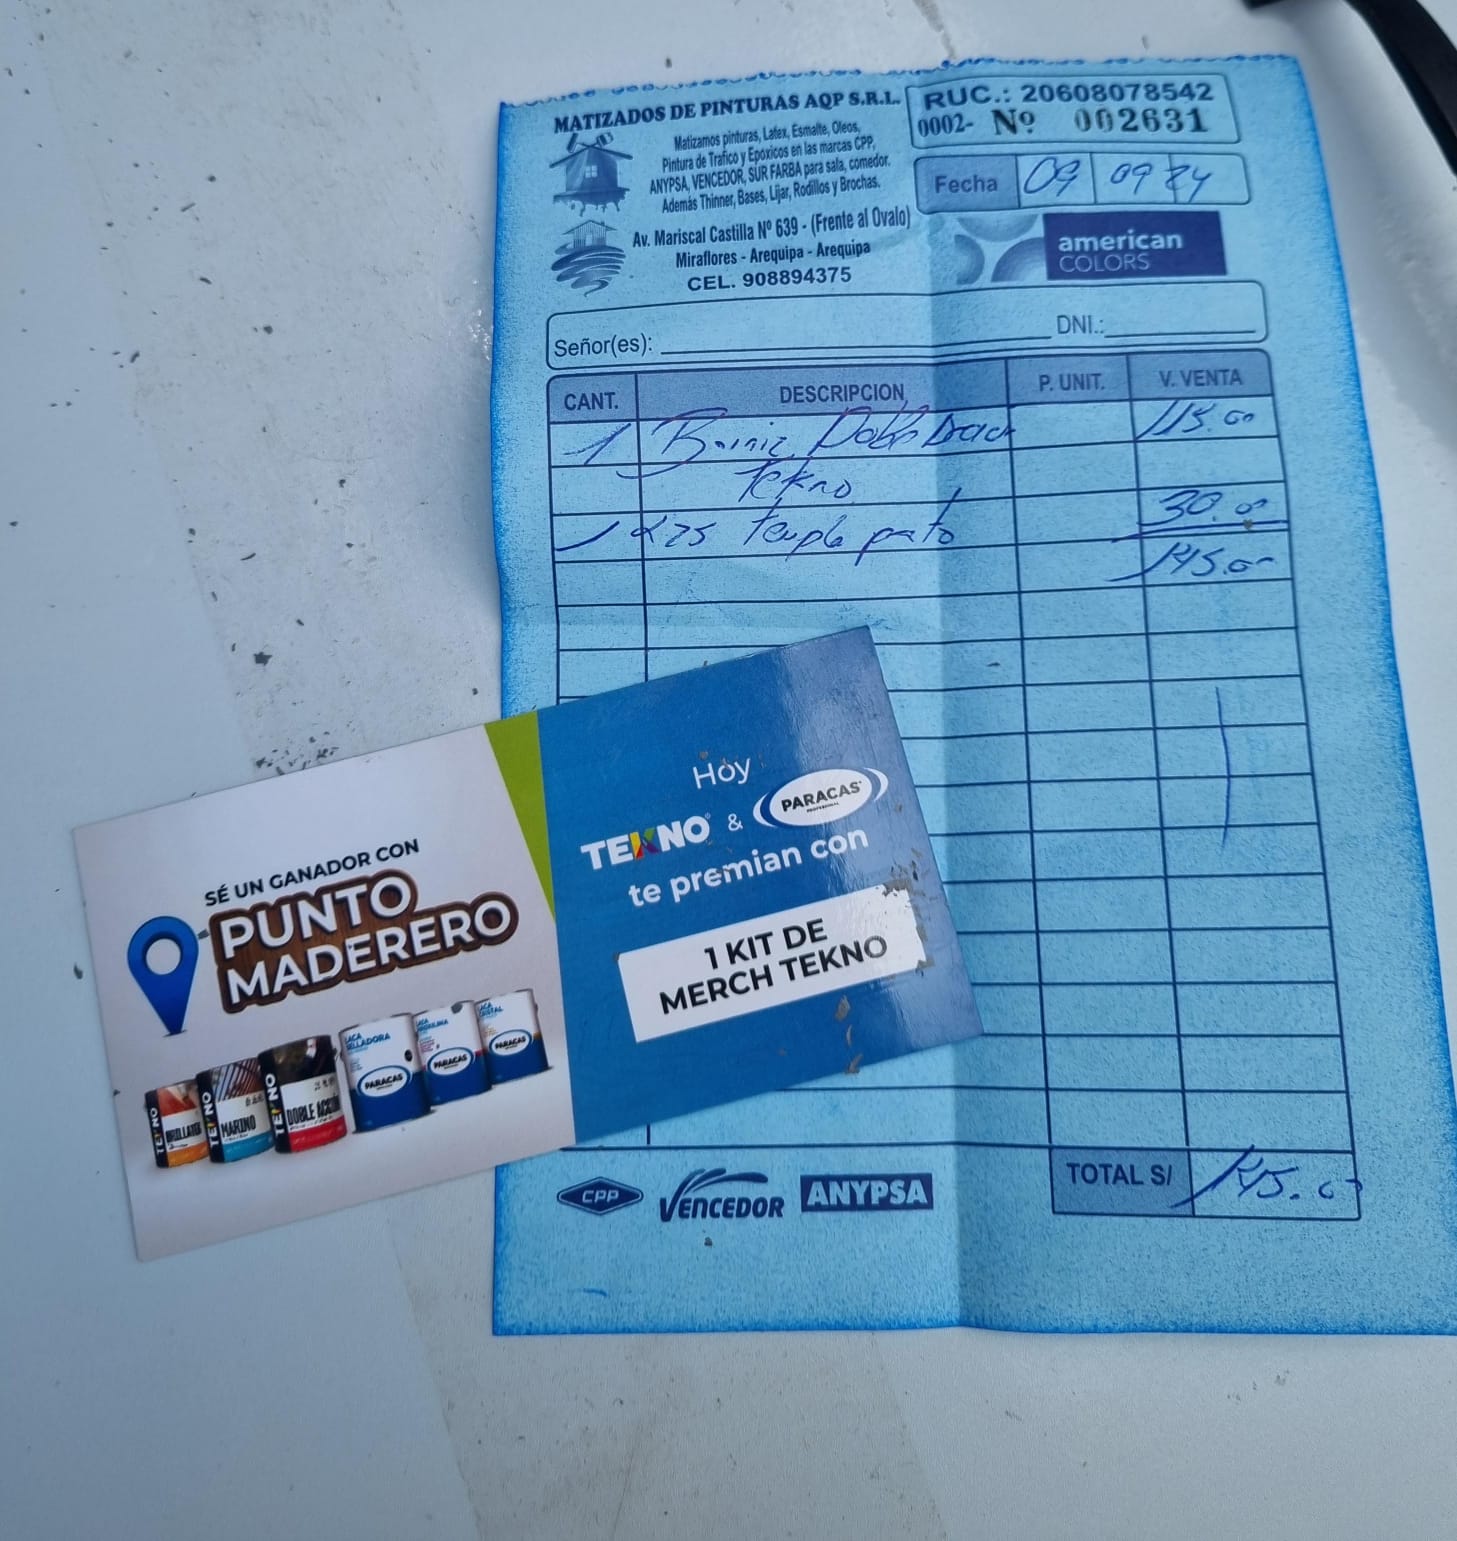 MATIZADOS DE PINTURAS AQP S.R.L.
Matizamos pinturas, Latex, Esmalte, Oleos,
Pintura de Trafico y Epoxicos en las marcas CPP,
ANYPSA, VENCEDOR, SUR FARBA para sala, comedor.
Además Thinner, Bases, Lijar, Rodillos y Brochas.
Av. Mariscal Castilla Nº 639 - (Frente al Ovalo)
Miraflores - Arequipa - Arequipa
CEL. 908894375
RUC.: 20608078542
0002- Nº 002631
Fecha 09 09 24
american
COLORS
Señor(es):
DNI.:
CANT. DESCRIPCION P. UNIT. V. VENTA
1 Barniz Doble 115.00
Tekno
1 30.00
145.00
TOTAL S/ 145.00
CPP
VENCEDOR
ANYPSA
SÉ UN GANADOR CON
PUNTO
MADERERO
TEKNO
BRILLANTE
TEKNO
MARINO
TEKNO
DOBLE ACCIÓN
LACA
SELLADORA
PARACAS
LACA
PARACAS
LACA
CRISTAL
PARACAS
Hoy
TEKNO & PARACAS
PROFESIONAL
te premian con
1 KIT DE
MERCH TEKNO